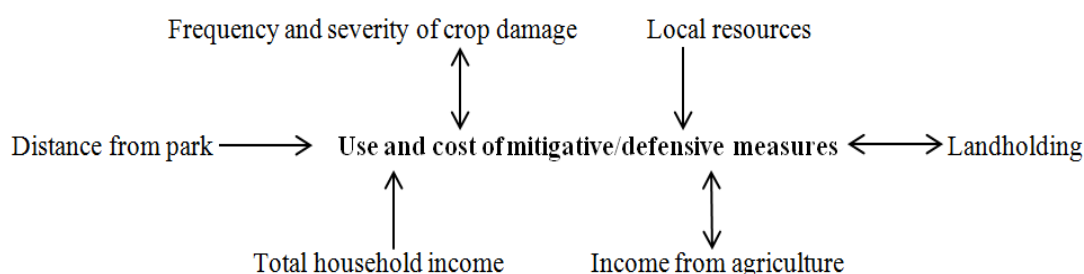 Frequency and severity of crop damage
Local resources
Distance from park
Use and cost of mitigative/defensive measures
Landholding
Total household income
Income from agriculture